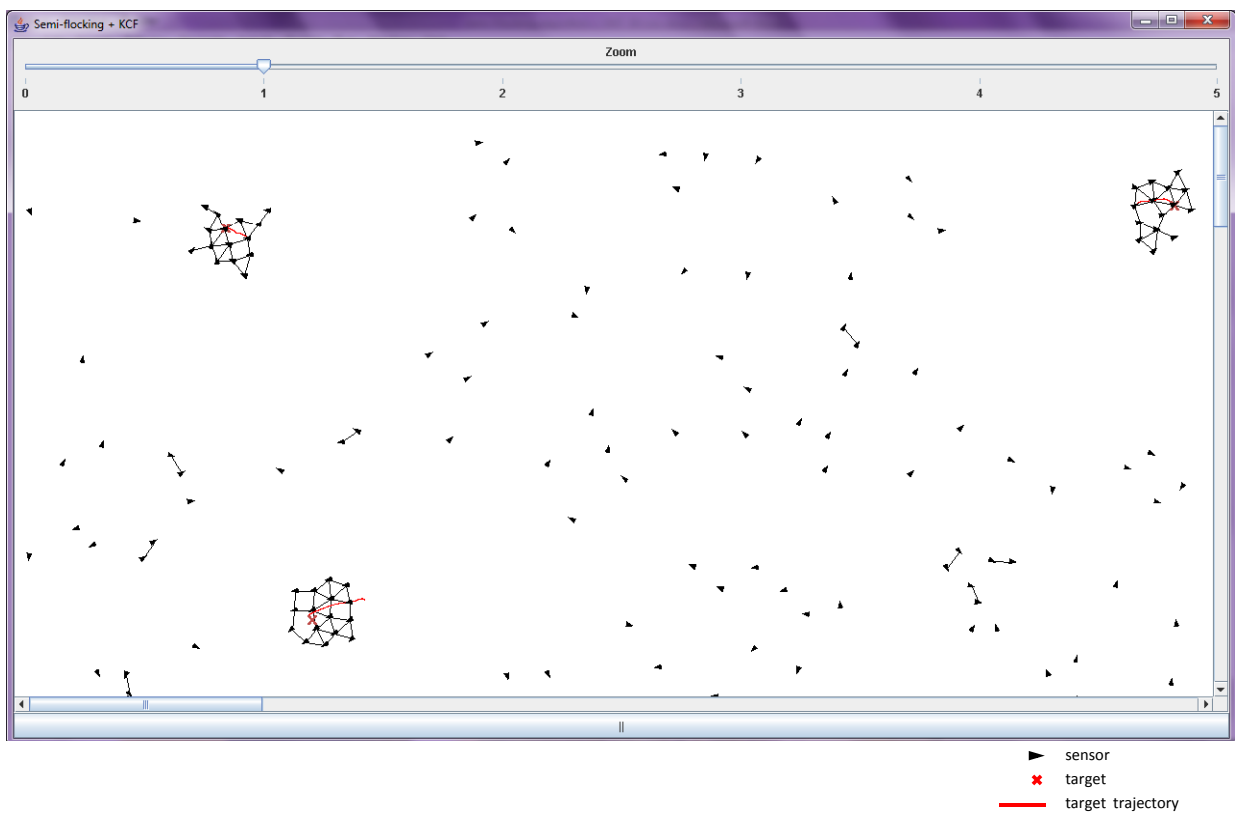 Semi-flocking + KCF
Zoom
0 1 2 3 4 5
sensor
target
target trajectory